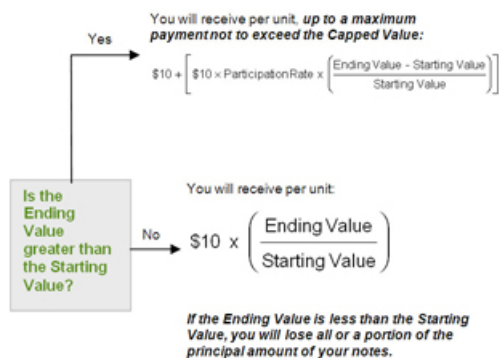 You will receive per unit, up to a maximum
payment not to exceed the Capped Value:
Yes
$10 + [ $10 × Participation Rate x ( Ending Value - Starting Value / Starting Value ) ]
Is the
Ending
Value
greater than
the Starting
Value?
No
You will receive per unit:
$10 x ( Ending Value / Starting Value )
If the Ending Value is less than the Starting
Value, you will lose all or a portion of the
principal amount of your notes.